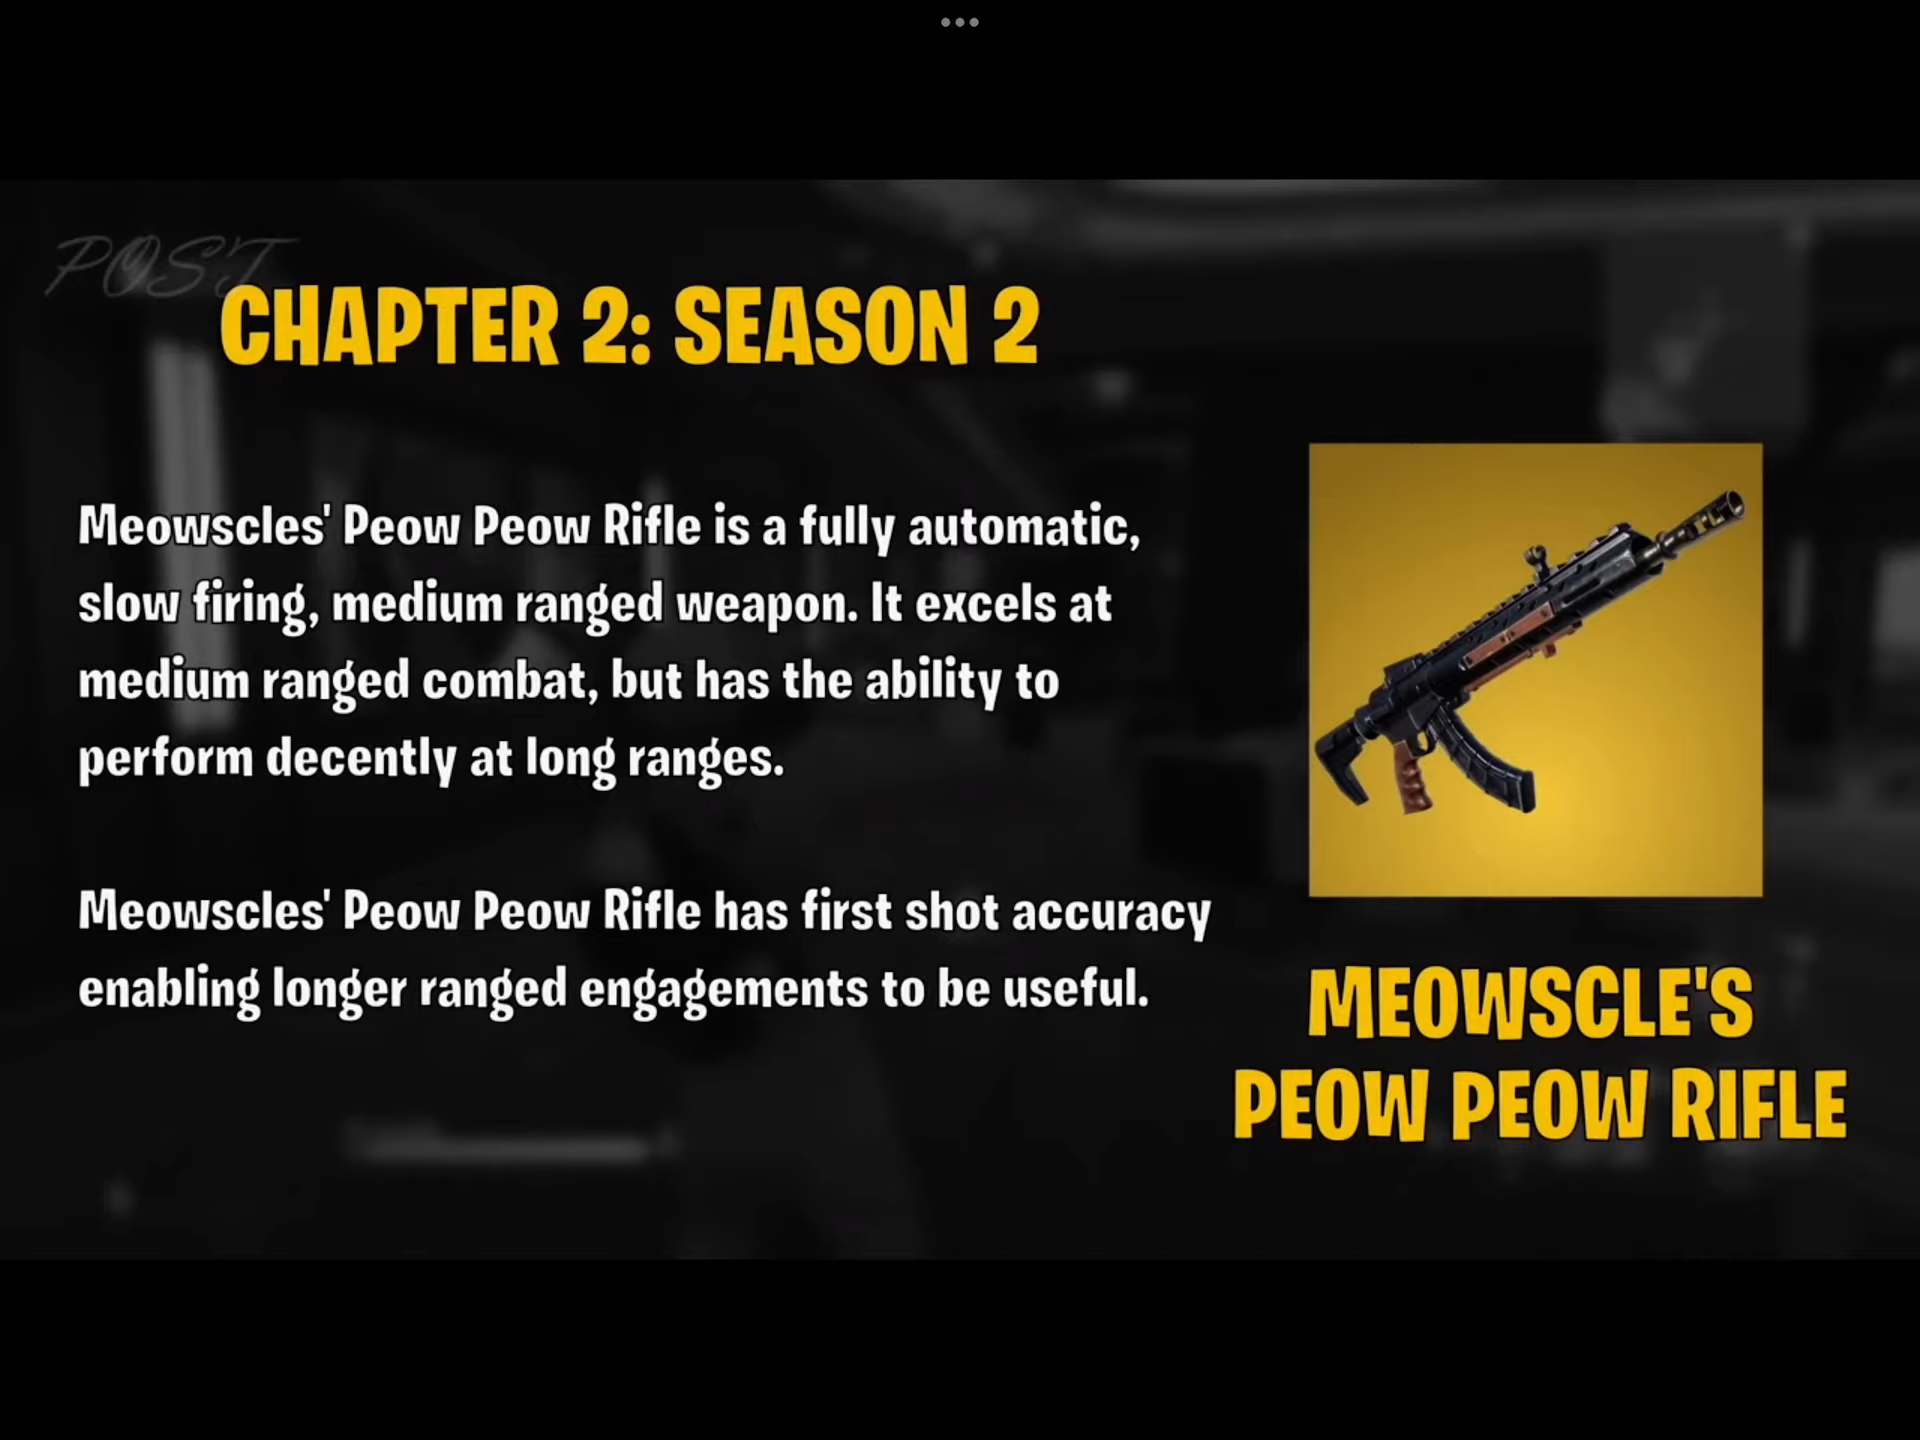 POST
CHAPTER 2: SEASON 2
Meowscles' Peow Peow Rifle is a fully automatic,
slow firing, medium ranged weapon. It excels at
medium ranged combat, but has the ability to
perform decently at long ranges.
Meowscles' Peow Peow Rifle has first shot accuracy
enabling longer ranged engagements to be useful.
MEOWSCLE'S
PEOW PEOW RIFLE